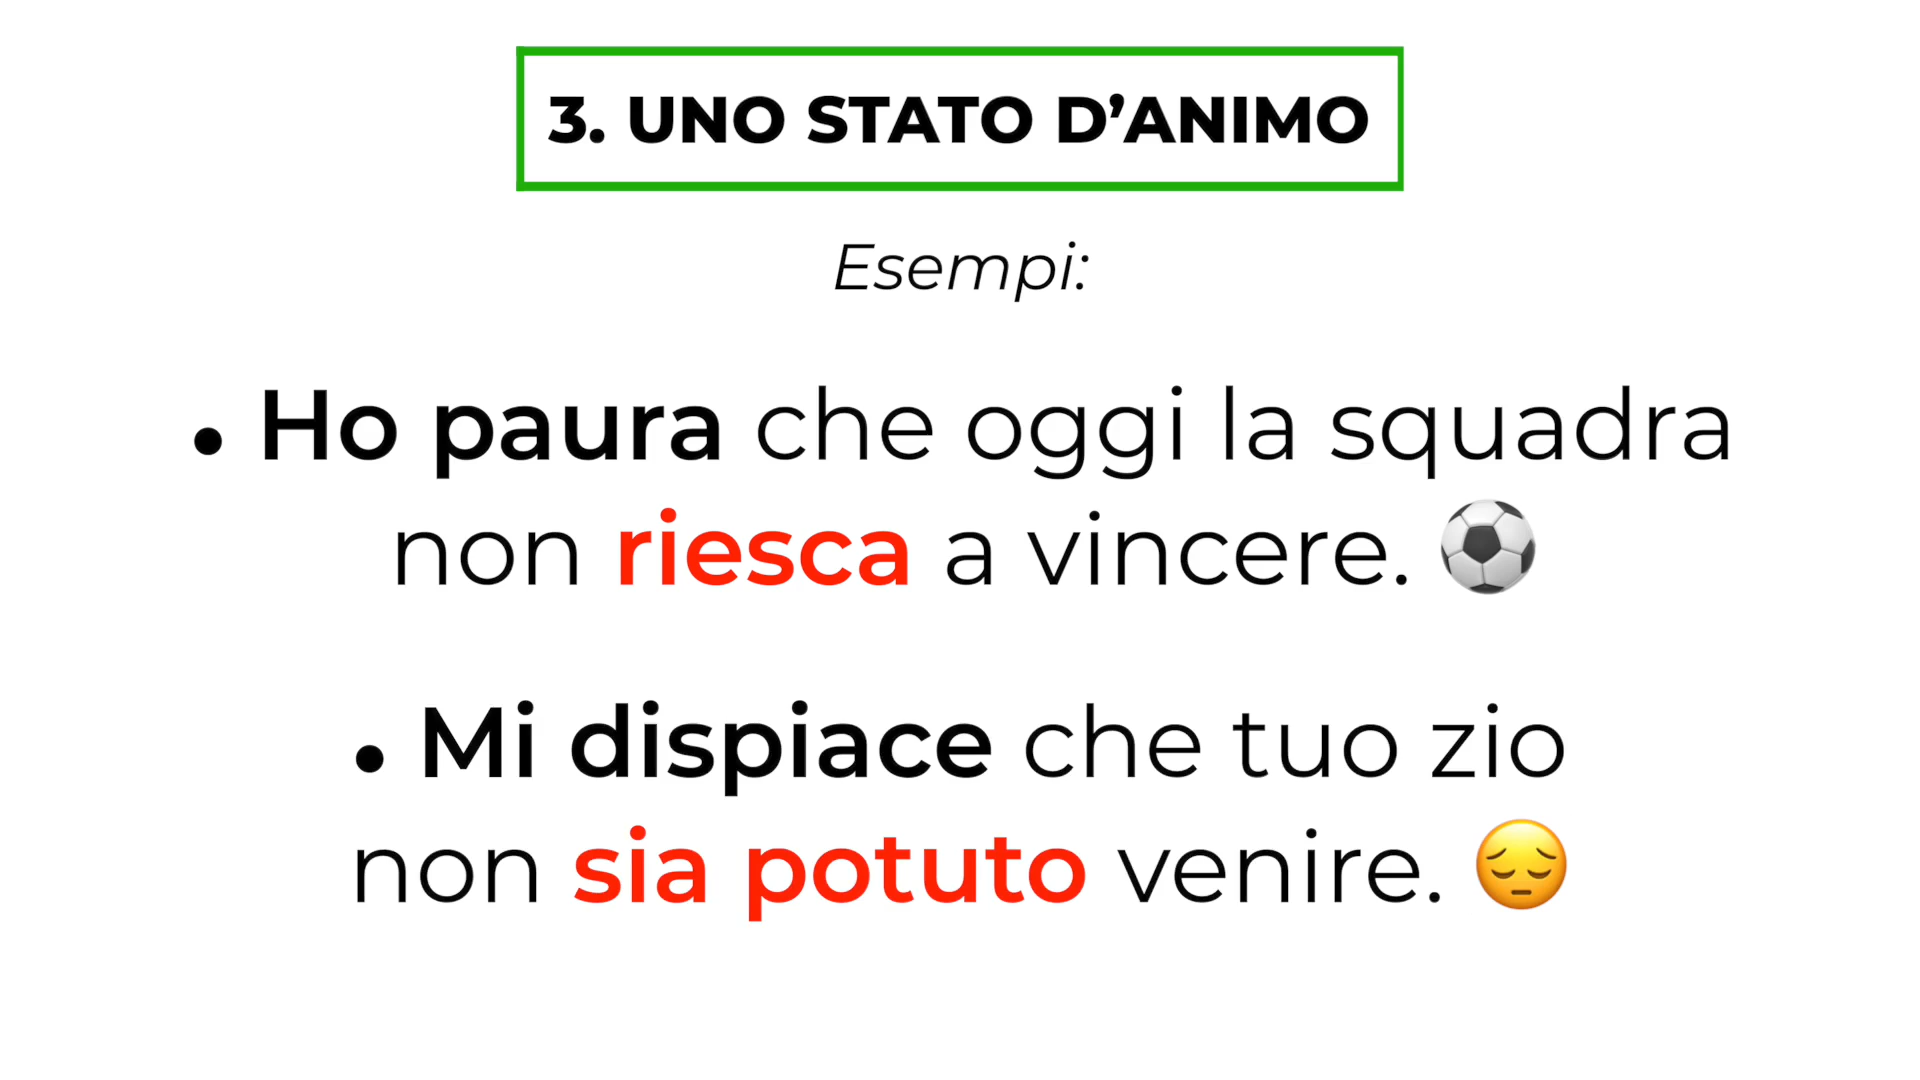 3. UNO STATO D’ANIMO
Esempi:
• Ho paura che oggi la squadra
non riesca a vincere. ⚽
• Mi dispiace che tuo zio
non sia potuto venire. 😔